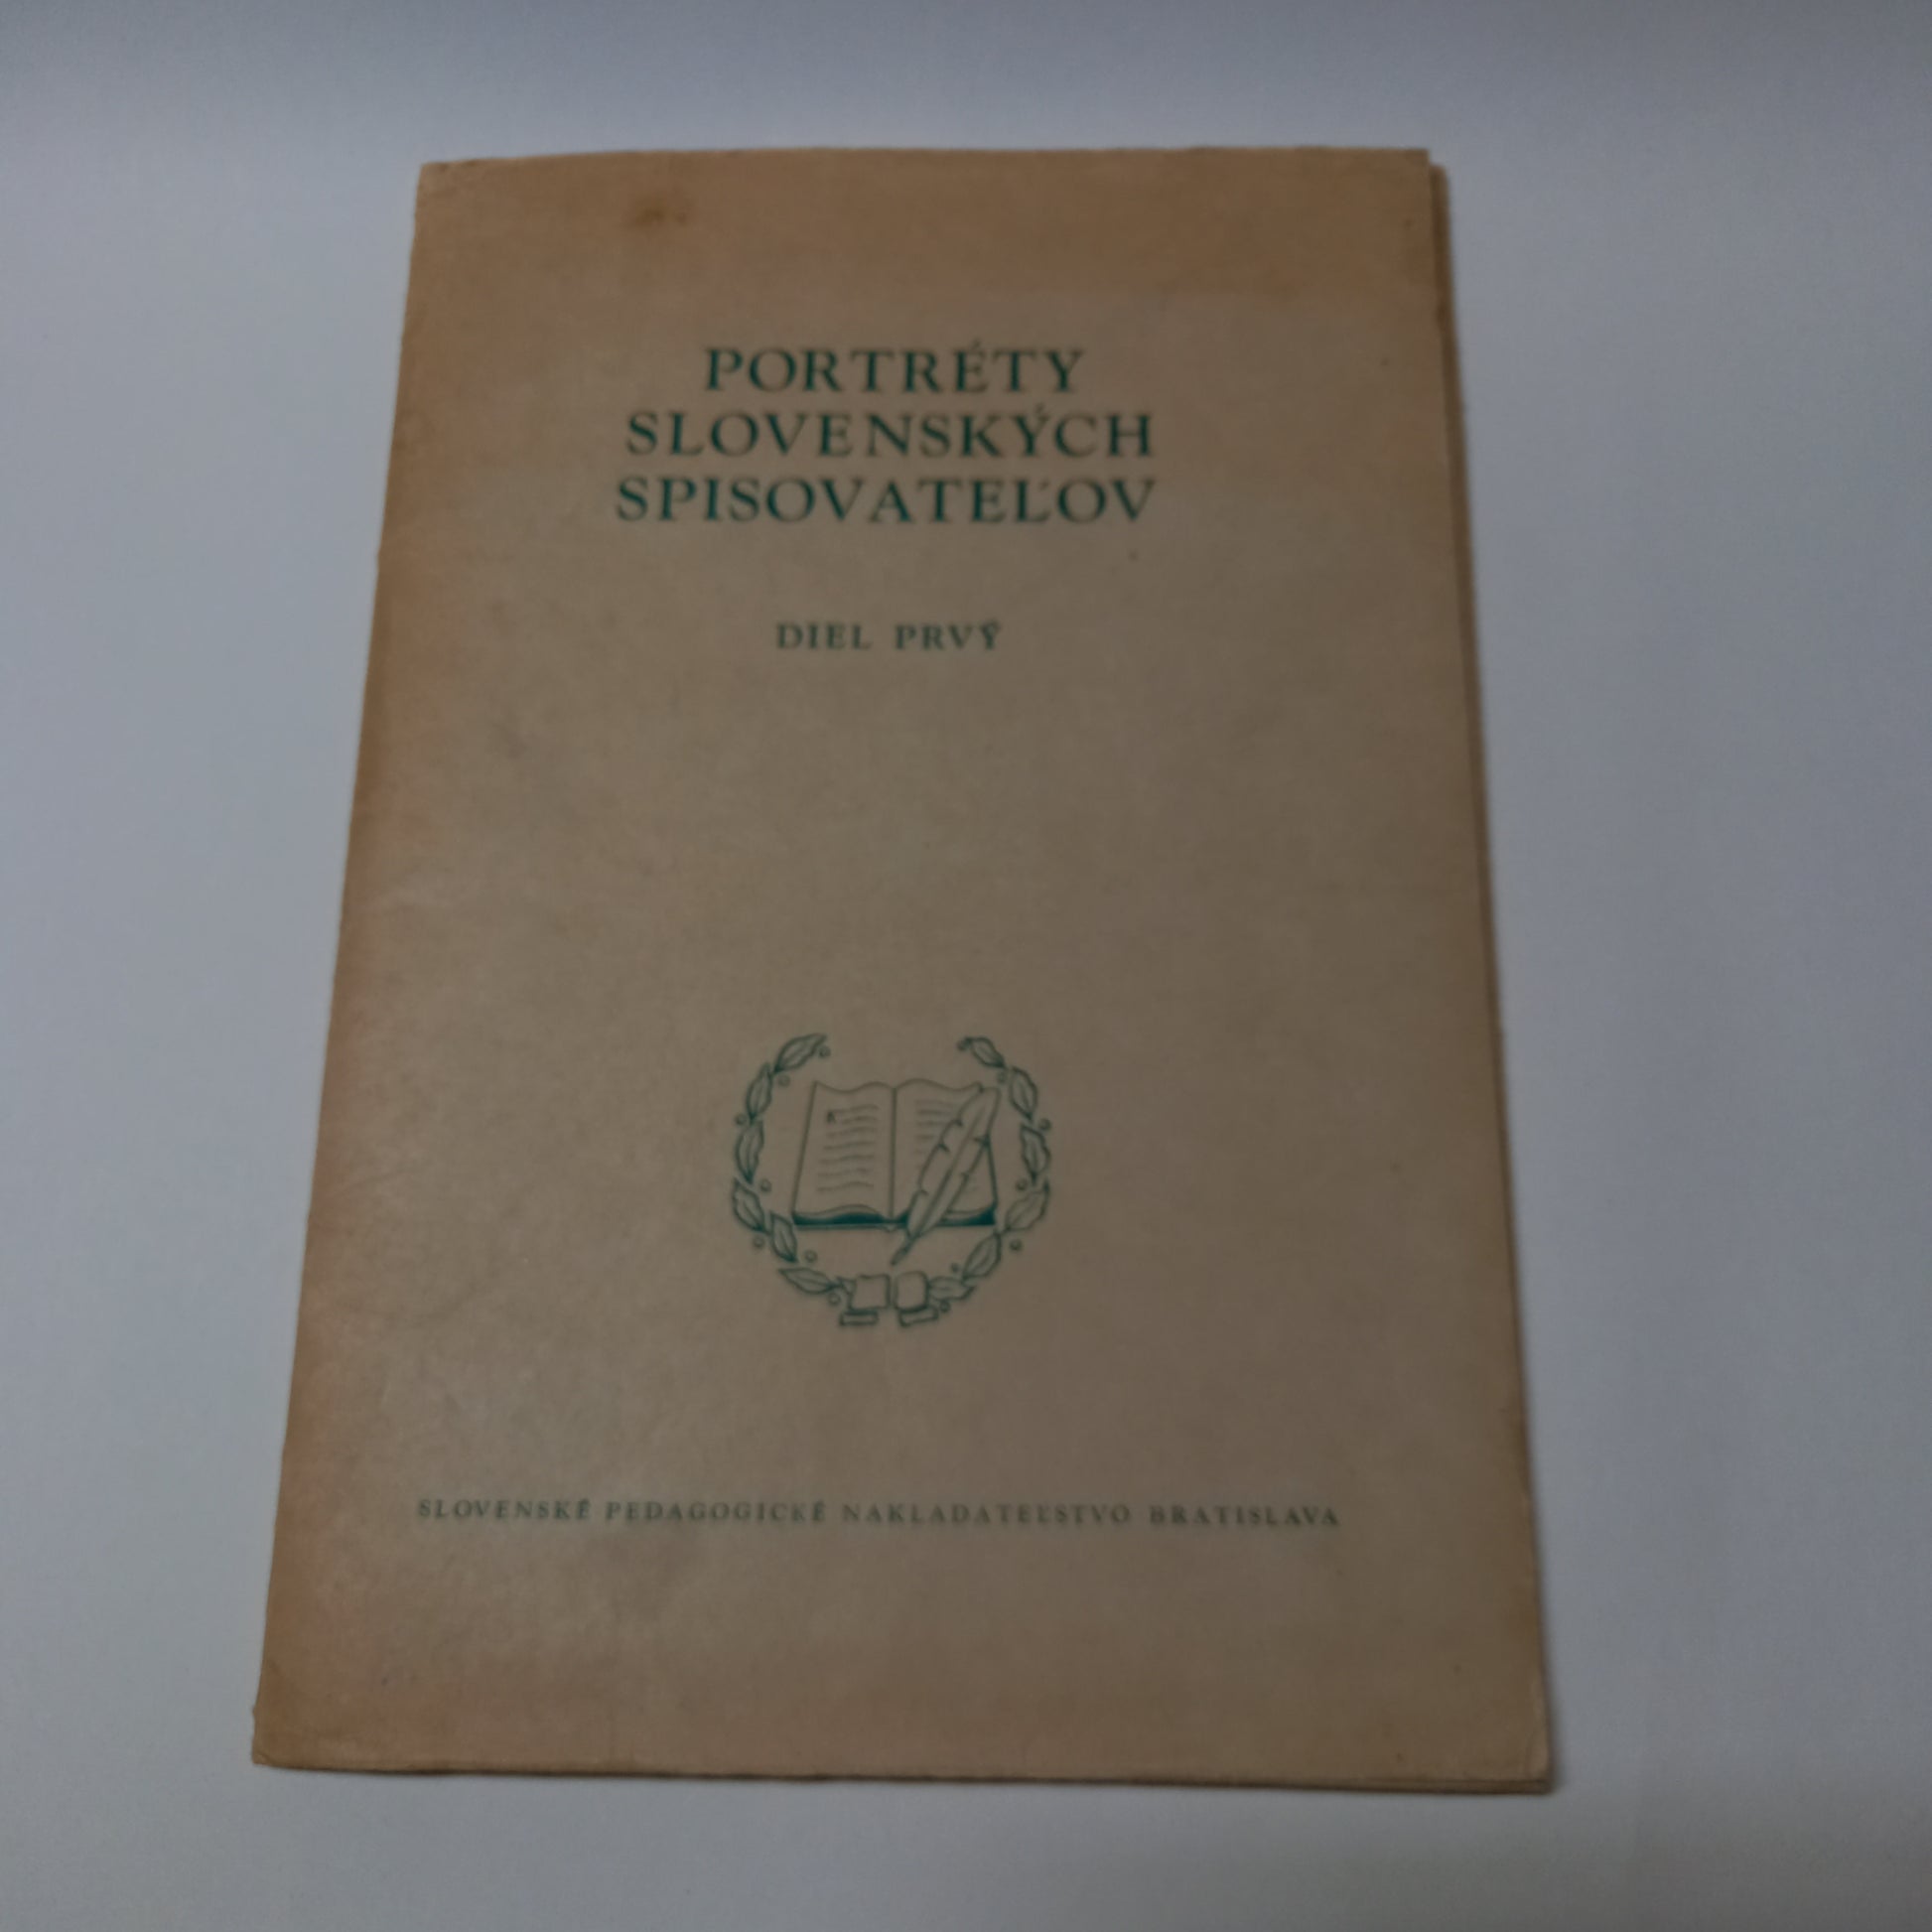 PORTRÉTY
SLOVENSKÝCH
SPISOVATEĽOV
DIEL PRVÝ
SLOVENSKÉ PEDAGOGICKÉ NAKLADATEĽSTVO BRATISLAVA